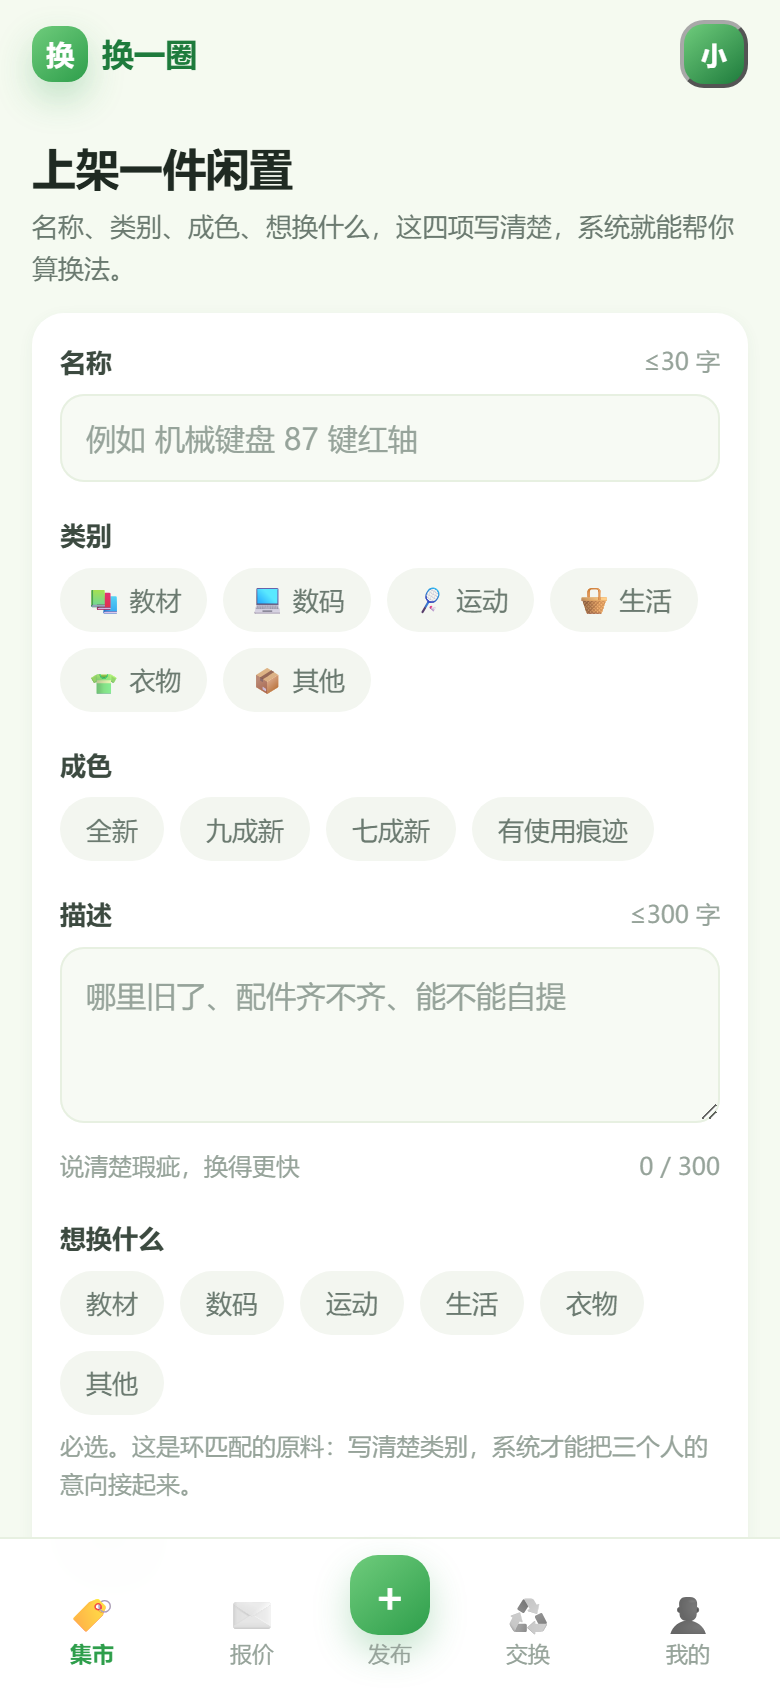 换 换一圈 小
上架一件闲置
名称、类别、成色、想换什么，这四项写清楚，系统就能帮你
算换法。
名称 ≤30 字
例如 机械键盘 87 键红轴
类别
教材 数码 运动 生活
衣物 其他
成色
全新 九成新 七成新 有使用痕迹
描述 ≤300 字
哪里旧了、配件齐不齐、能不能自提
说清楚瑕疵，换得更快 0 / 300
想换什么
教材 数码 运动 生活 衣物
其他
必选。这是环匹配的原料：写清楚类别，系统才能把三个人的
意向接起来。
+
集市 报价 发布 交换 我的